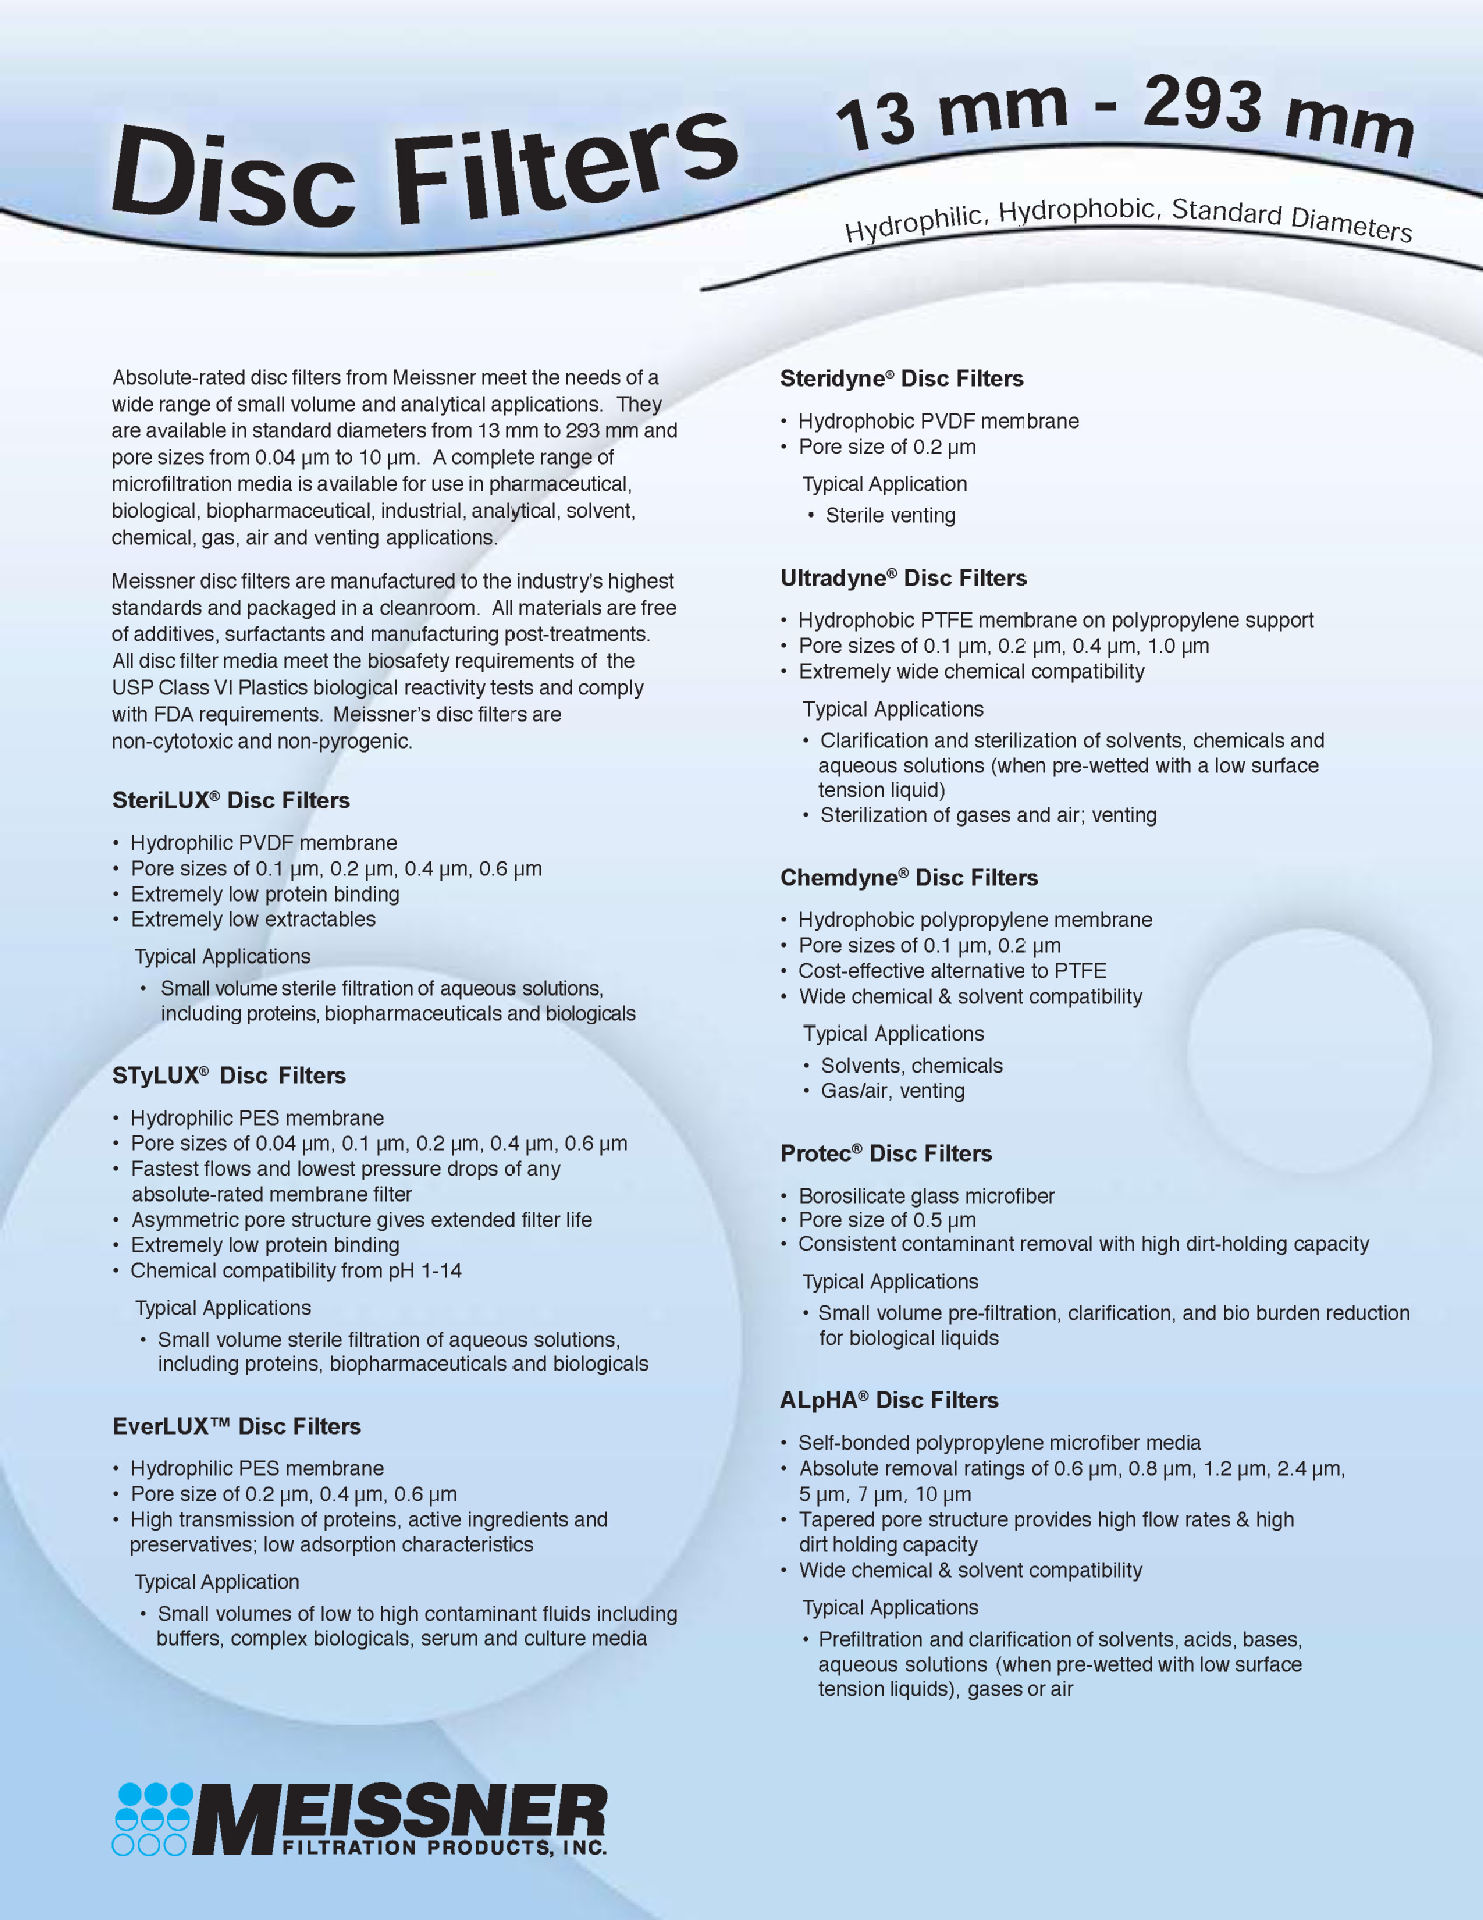 Disc Filters
13 mm - 293 mm
Hydrophilic, Hydrophobic, Standard Diameters
Absolute-rated disc filters from Meissner meet the needs of a
wide range of small volume and analytical applications. They
are available in standard diameters from 13 mm to 293 mm and
pore sizes from 0.04 µm to 10 µm. A complete range of
microfiltration media is available for use in pharmaceutical,
biological, biopharmaceutical, industrial, analytical, solvent,
chemical, gas, air and venting applications.
Meissner disc filters are manufactured to the industry's highest
standards and packaged in a cleanroom. All materials are free
of additives, surfactants and manufacturing post-treatments.
All disc filter media meet the biosafety requirements of the
USP Class VI Plastics biological reactivity tests and comply
with FDA requirements. Meissner's disc filters are
non-cytotoxic and non-pyrogenic.
SteriLUX® Disc Filters
• Hydrophilic PVDF membrane
• Pore sizes of 0.1 µm, 0.2 µm, 0.4 µm, 0.6 µm
• Extremely low protein binding
• Extremely low extractables
Typical Applications
• Small volume sterile filtration of aqueous solutions,
including proteins, biopharmaceuticals and biologicals
STyLUX® Disc Filters
• Hydrophilic PES membrane
• Pore sizes of 0.04 µm, 0.1 µm, 0.2 µm, 0.4 µm, 0.6 µm
• Fastest flows and lowest pressure drops of any
absolute-rated membrane filter
• Asymmetric pore structure gives extended filter life
• Extremely low protein binding
• Chemical compatibility from pH 1-14
Typical Applications
• Small volume sterile filtration of aqueous solutions,
including proteins, biopharmaceuticals and biologicals
EverLUX™ Disc Filters
• Hydrophilic PES membrane
• Pore size of 0.2 µm, 0.4 µm, 0.6 µm
• High transmission of proteins, active ingredients and
preservatives; low adsorption characteristics
Typical Application
• Small volumes of low to high contaminant fluids including
buffers, complex biologicals, serum and culture media
Steridyne® Disc Filters
• Hydrophobic PVDF membrane
• Pore size of 0.2 µm
Typical Application
• Sterile venting
Ultradyne® Disc Filters
• Hydrophobic PTFE membrane on polypropylene support
• Pore sizes of 0.1 µm, 0.2 µm, 0.4 µm, 1.0 µm
• Extremely wide chemical compatibility
Typical Applications
• Clarification and sterilization of solvents, chemicals and
aqueous solutions (when pre-wetted with a low surface
tension liquid)
• Sterilization of gases and air; venting
Chemdyne® Disc Filters
• Hydrophobic polypropylene membrane
• Pore sizes of 0.1 µm, 0.2 µm
• Cost-effective alternative to PTFE
• Wide chemical & solvent compatibility
Typical Applications
• Solvents, chemicals
• Gas/air, venting
Protec® Disc Filters
• Borosilicate glass microfiber
• Pore size of 0.5 µm
• Consistent contaminant removal with high dirt-holding capacity
Typical Applications
• Small volume pre-filtration, clarification, and bio burden reduction
for biological liquids
ALpHA® Disc Filters
• Self-bonded polypropylene microfiber media
• Absolute removal ratings of 0.6 µm, 0.8 µm, 1.2 µm, 2.4 µm,
5 µm, 7 µm, 10 µm
• Tapered pore structure provides high flow rates & high
dirt holding capacity
• Wide chemical & solvent compatibility
Typical Applications
• Prefiltration and clarification of solvents, acids, bases,
aqueous solutions (when pre-wetted with low surface
tension liquids), gases or air
MEISSNER
FILTRATION PRODUCTS, INC.